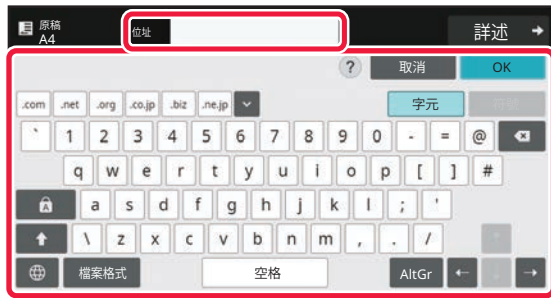 原稿
A4
位址
詳述
? 取消 OK
.com .net .org .co.jp .biz .ne.jp 字元
` 1 2 3 4 5 6 7 8 9 0 - = @
q w e r t y u i o p [ ] #
A a s d f g h j k l ; '
\ z x c v b n m , . /
檔案格式 空格 AltGr